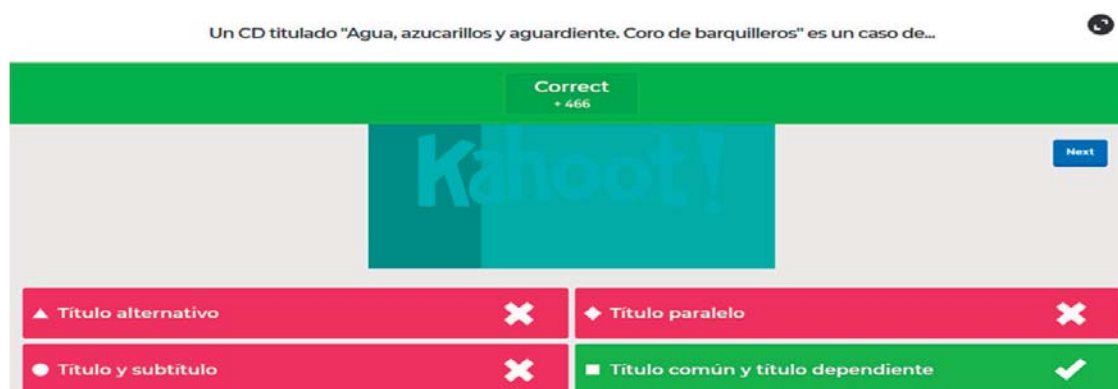 Un CD titulado "Agua, azucarillos y aguardiente. Coro de barquilleros" es un caso de...
Correct
+ 466
Kahoot!
Next
Título alternativo
Título paralelo
Título y subtítulo
Título común y título dependiente